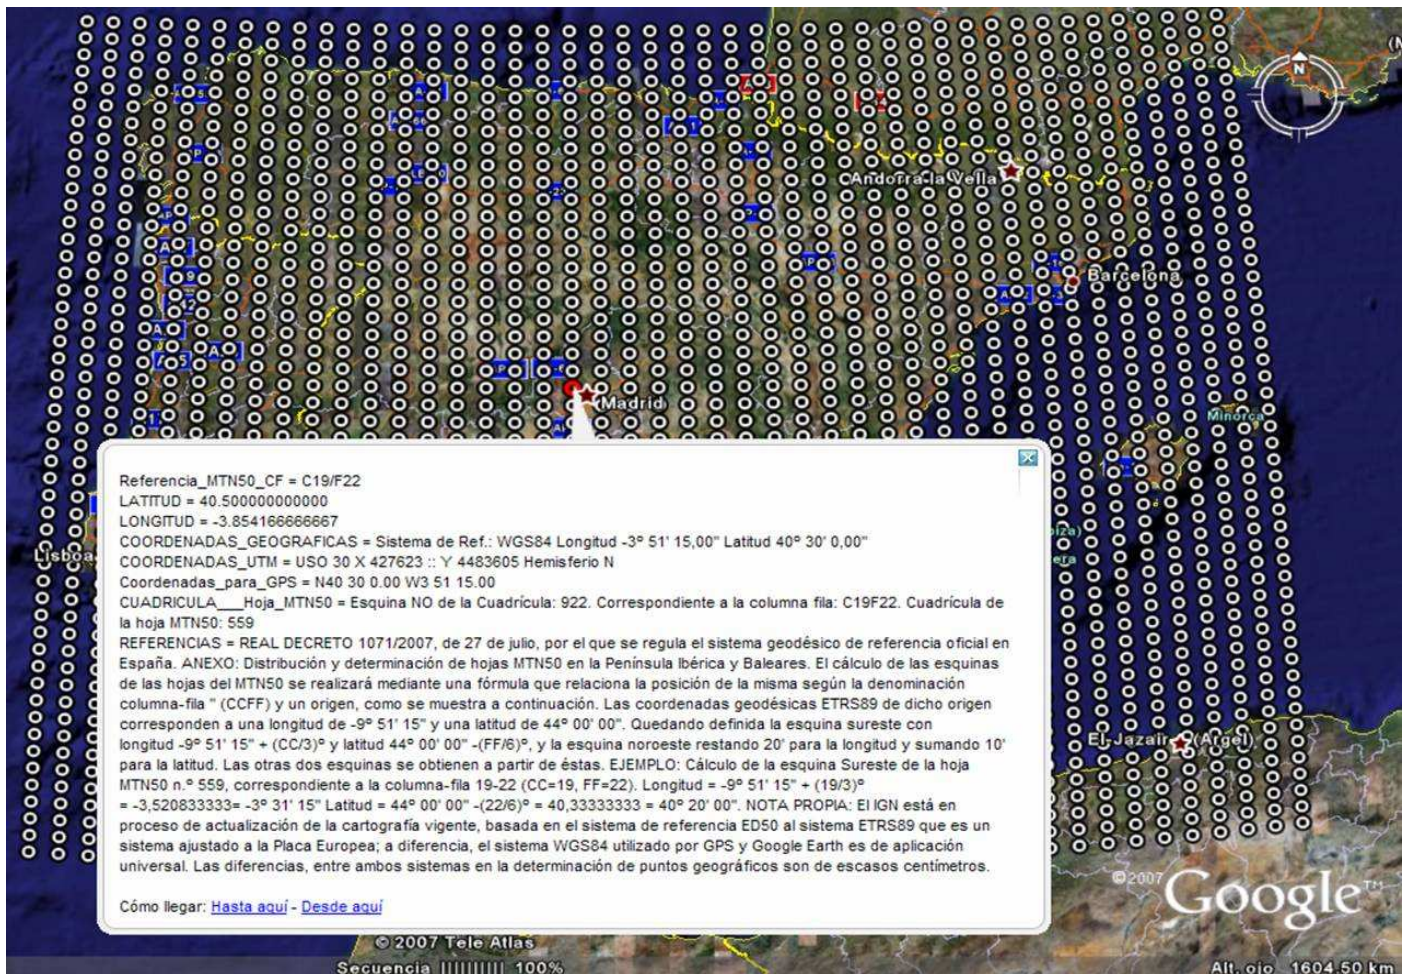 Andorra la Vella
Barcelona
Madrid
Minorca
Referencia_MTN50_CF = C19/F22
LATITUD = 40.500000000000
LONGITUD = -3.854166666667
COORDENADAS_GEOGRAFICAS = Sistema de Ref.: WGS84 Longitud -3º 51' 15,00" Latitud 40º 30' 0,00"
COORDENADAS_UTM = USO 30 X 427623 :: Y 4483605 Hemisferio N
Coordenadas_para_GPS = N40 30 0.00 W3 51 15.00
CUADRICULA___Hoja_MTN50 = Esquina NO de la Cuadrícula: 922. Correspondiente a la columna fila: C19F22. Cuadrícula de
la hoja MTN50: 559
REFERENCIAS = REAL DECRETO 1071/2007, de 27 de julio, por el que se regula el sistema geodésico de referencia oficial en
España. ANEXO: Distribución y determinación de hojas MTN50 en la Península Ibérica y Baleares. El cálculo de las esquinas
de las hojas del MTN50 se realizará mediante una fórmula que relaciona la posición de la misma según la denominación
columna-fila " (CCFF) y un origen, como se muestra a continuación. Las coordenadas geodésicas ETRS89 de dicho origen
corresponden a una longitud de -9º 51' 15" y una latitud de 44º 00' 00". Quedando definida la esquina sureste con
longitud -9º 51' 15" + (CC/3)º y latitud 44º 00' 00" -(FF/6)º, y la esquina noroeste restando 20' para la longitud y sumando 10'
para la latitud. Las otras dos esquinas se obtienen a partir de éstas. EJEMPLO: Cálculo de la esquina Sureste de la hoja
MTN50 n.º 559, correspondiente a la columna-fila 19-22 (CC=19, FF=22). Longitud = -9º 51' 15" + (19/3)º
= -3,520833333= -3º 31' 15" Latitud = 44º 00' 00" -(22/6)º = 40,33333333 = 40º 20' 00". NOTA PROPIA: El IGN está en
proceso de actualización de la cartografía vigente, basada en el sistema de referencia ED50 al sistema ETRS89 que es un
sistema ajustado a la Placa Europea; a diferencia, el sistema WGS84 utilizado por GPS y Google Earth es de aplicación
universal. Las diferencias, entre ambos sistemas en la determinación de puntos geográficos son de escasos centímetros.
Cómo llegar: Hasta aquí - Desde aquí
Lisboa
El-Jazair (Argel)
©2007 Google™
© 2007 Tele Atlas
Secuencia |||||||||| 100%
Alt. ojo 1604.50 km
N